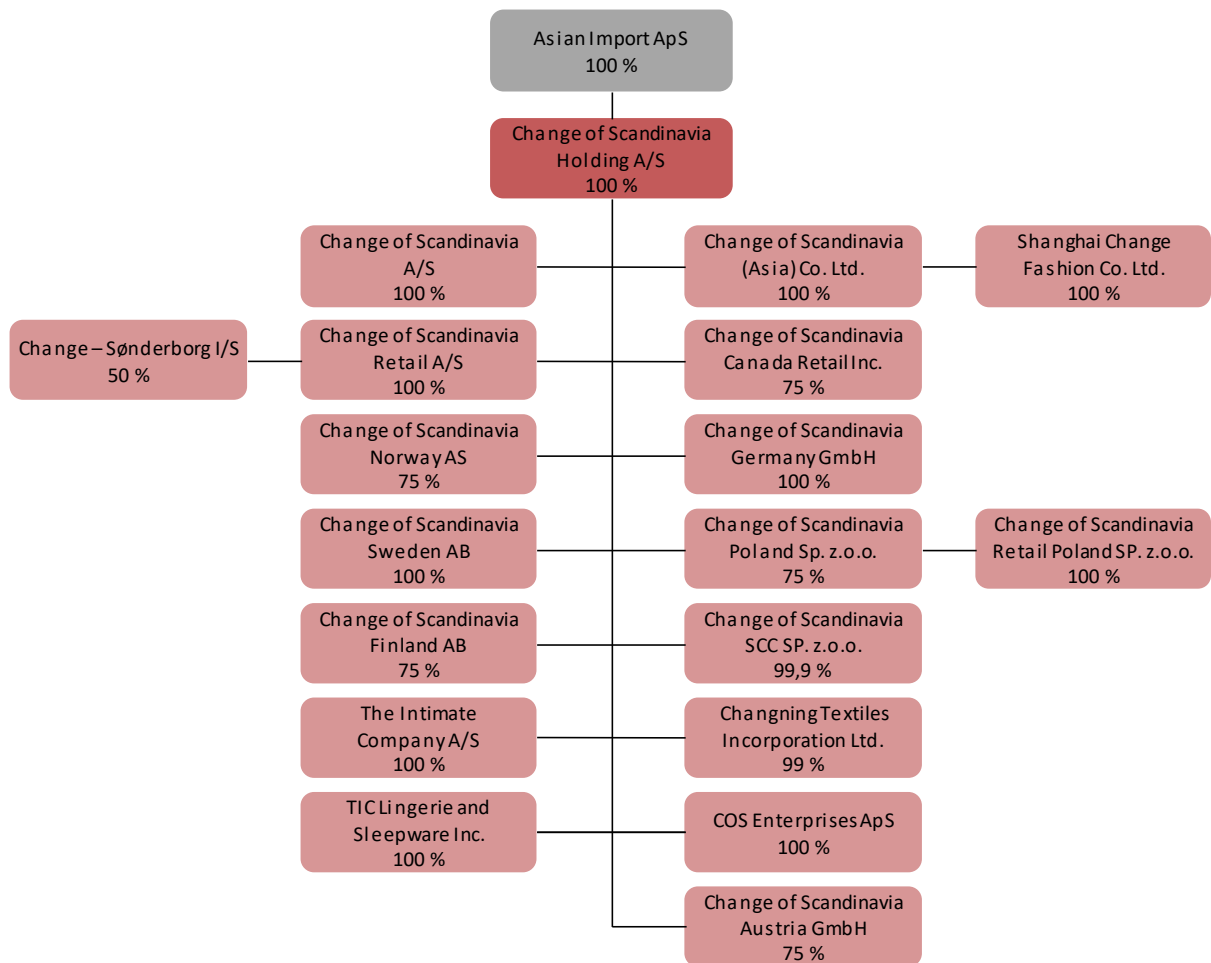 Asian Import ApS
100 %
Change of Scandinavia
Holding A/S
100 %
Change of Scandinavia
A/S
100 %
Change of Scandinavia
(Asia) Co. Ltd.
100 %
Shanghai Change
Fashion Co. Ltd.
100 %
Change – Sønderborg I/S
50 %
Change of Scandinavia
Retail A/S
100 %
Change of Scandinavia
Canada Retail Inc.
75 %
Change of Scandinavia
Norway AS
75 %
Change of Scandinavia
Germany GmbH
100 %
Change of Scandinavia
Sweden AB
100 %
Change of Scandinavia
Poland Sp. z.o.o.
75 %
Change of Scandinavia
Retail Poland SP. z.o.o.
100 %
Change of Scandinavia
Finland AB
75 %
Change of Scandinavia
SCC SP. z.o.o.
99,9 %
The Intimate
Company A/S
100 %
Changning Textiles
Incorporation Ltd.
99 %
TIC Lingerie and
Sleepware Inc.
100 %
COS Enterprises ApS
100 %
Change of Scandinavia
Austria GmbH
75 %